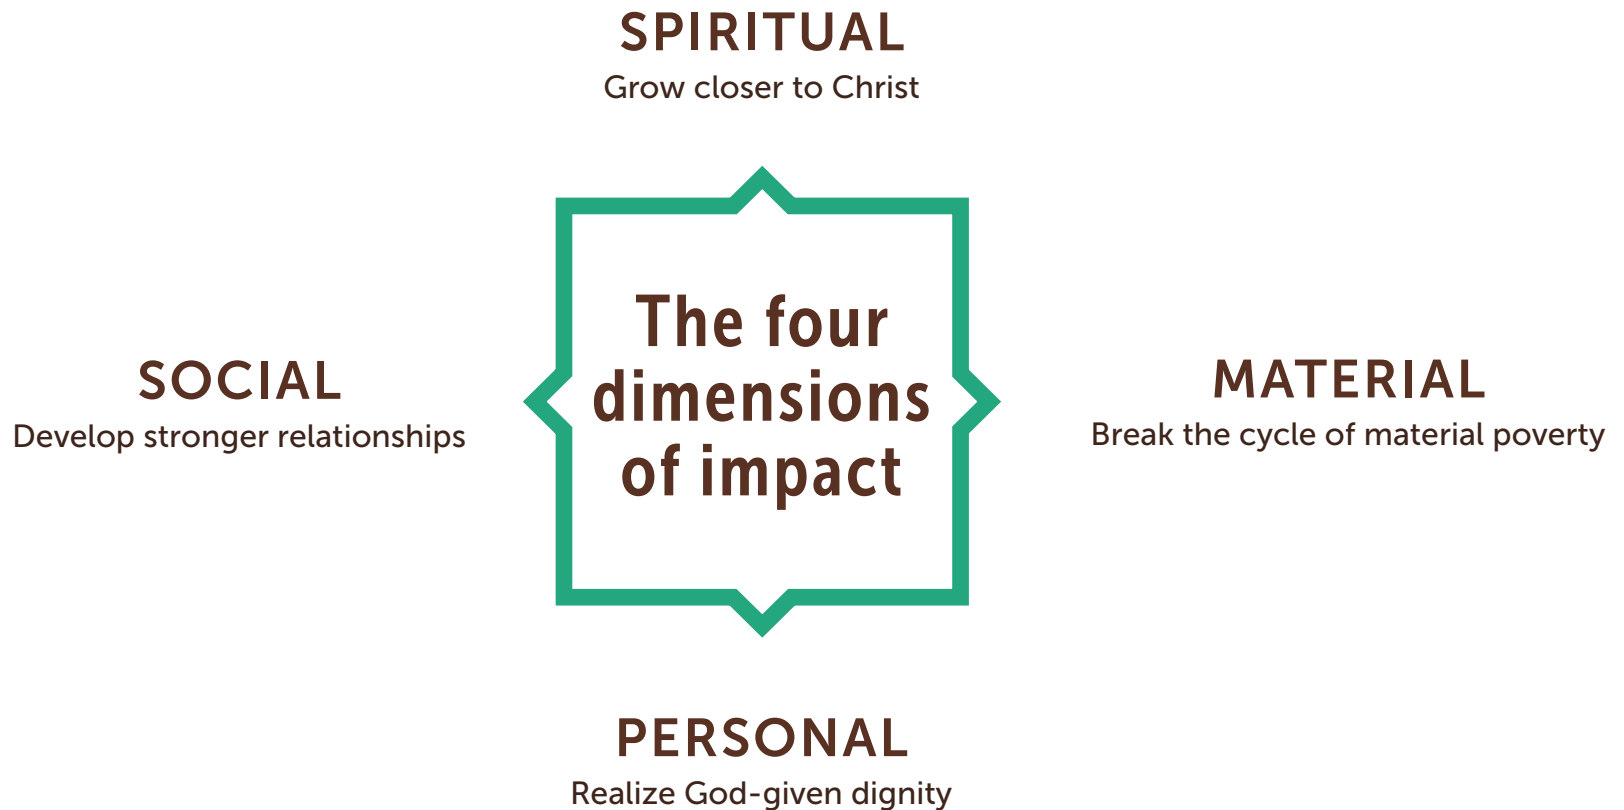 SPIRITUAL
Grow closer to Christ
The four
dimensions
of impact
SOCIAL
Develop stronger relationships
MATERIAL
Break the cycle of material poverty
PERSONAL
Realize God-given dignity